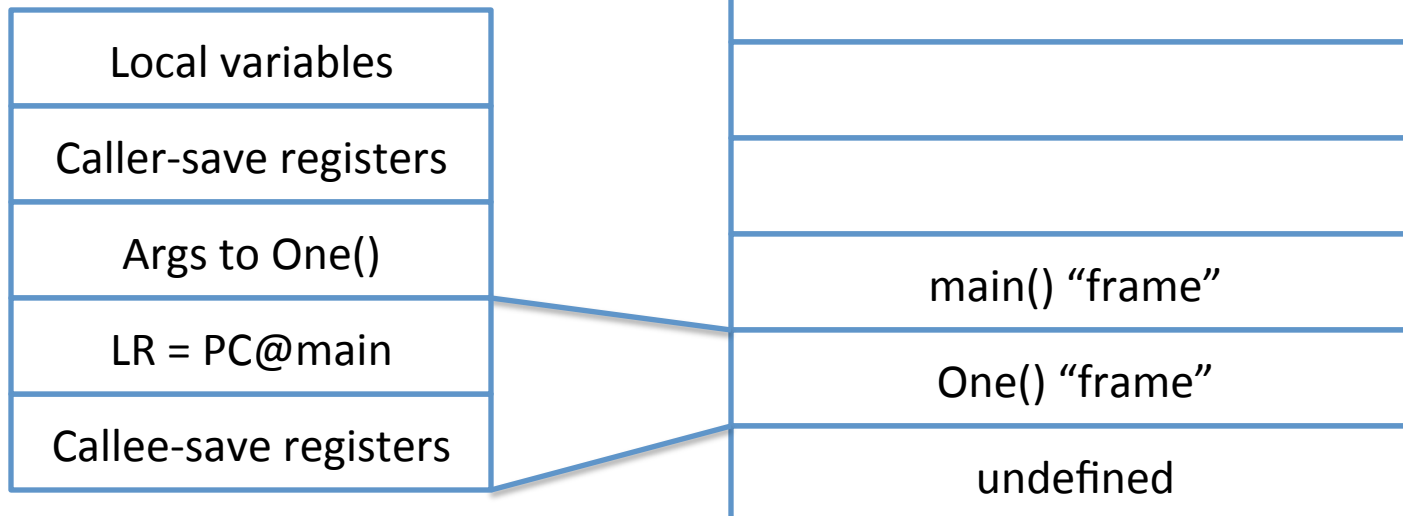 Local variables
Caller-save registers
Args to One()
LR = PC@main
Callee-save registers
main() “frame”
One() “frame”
undefined